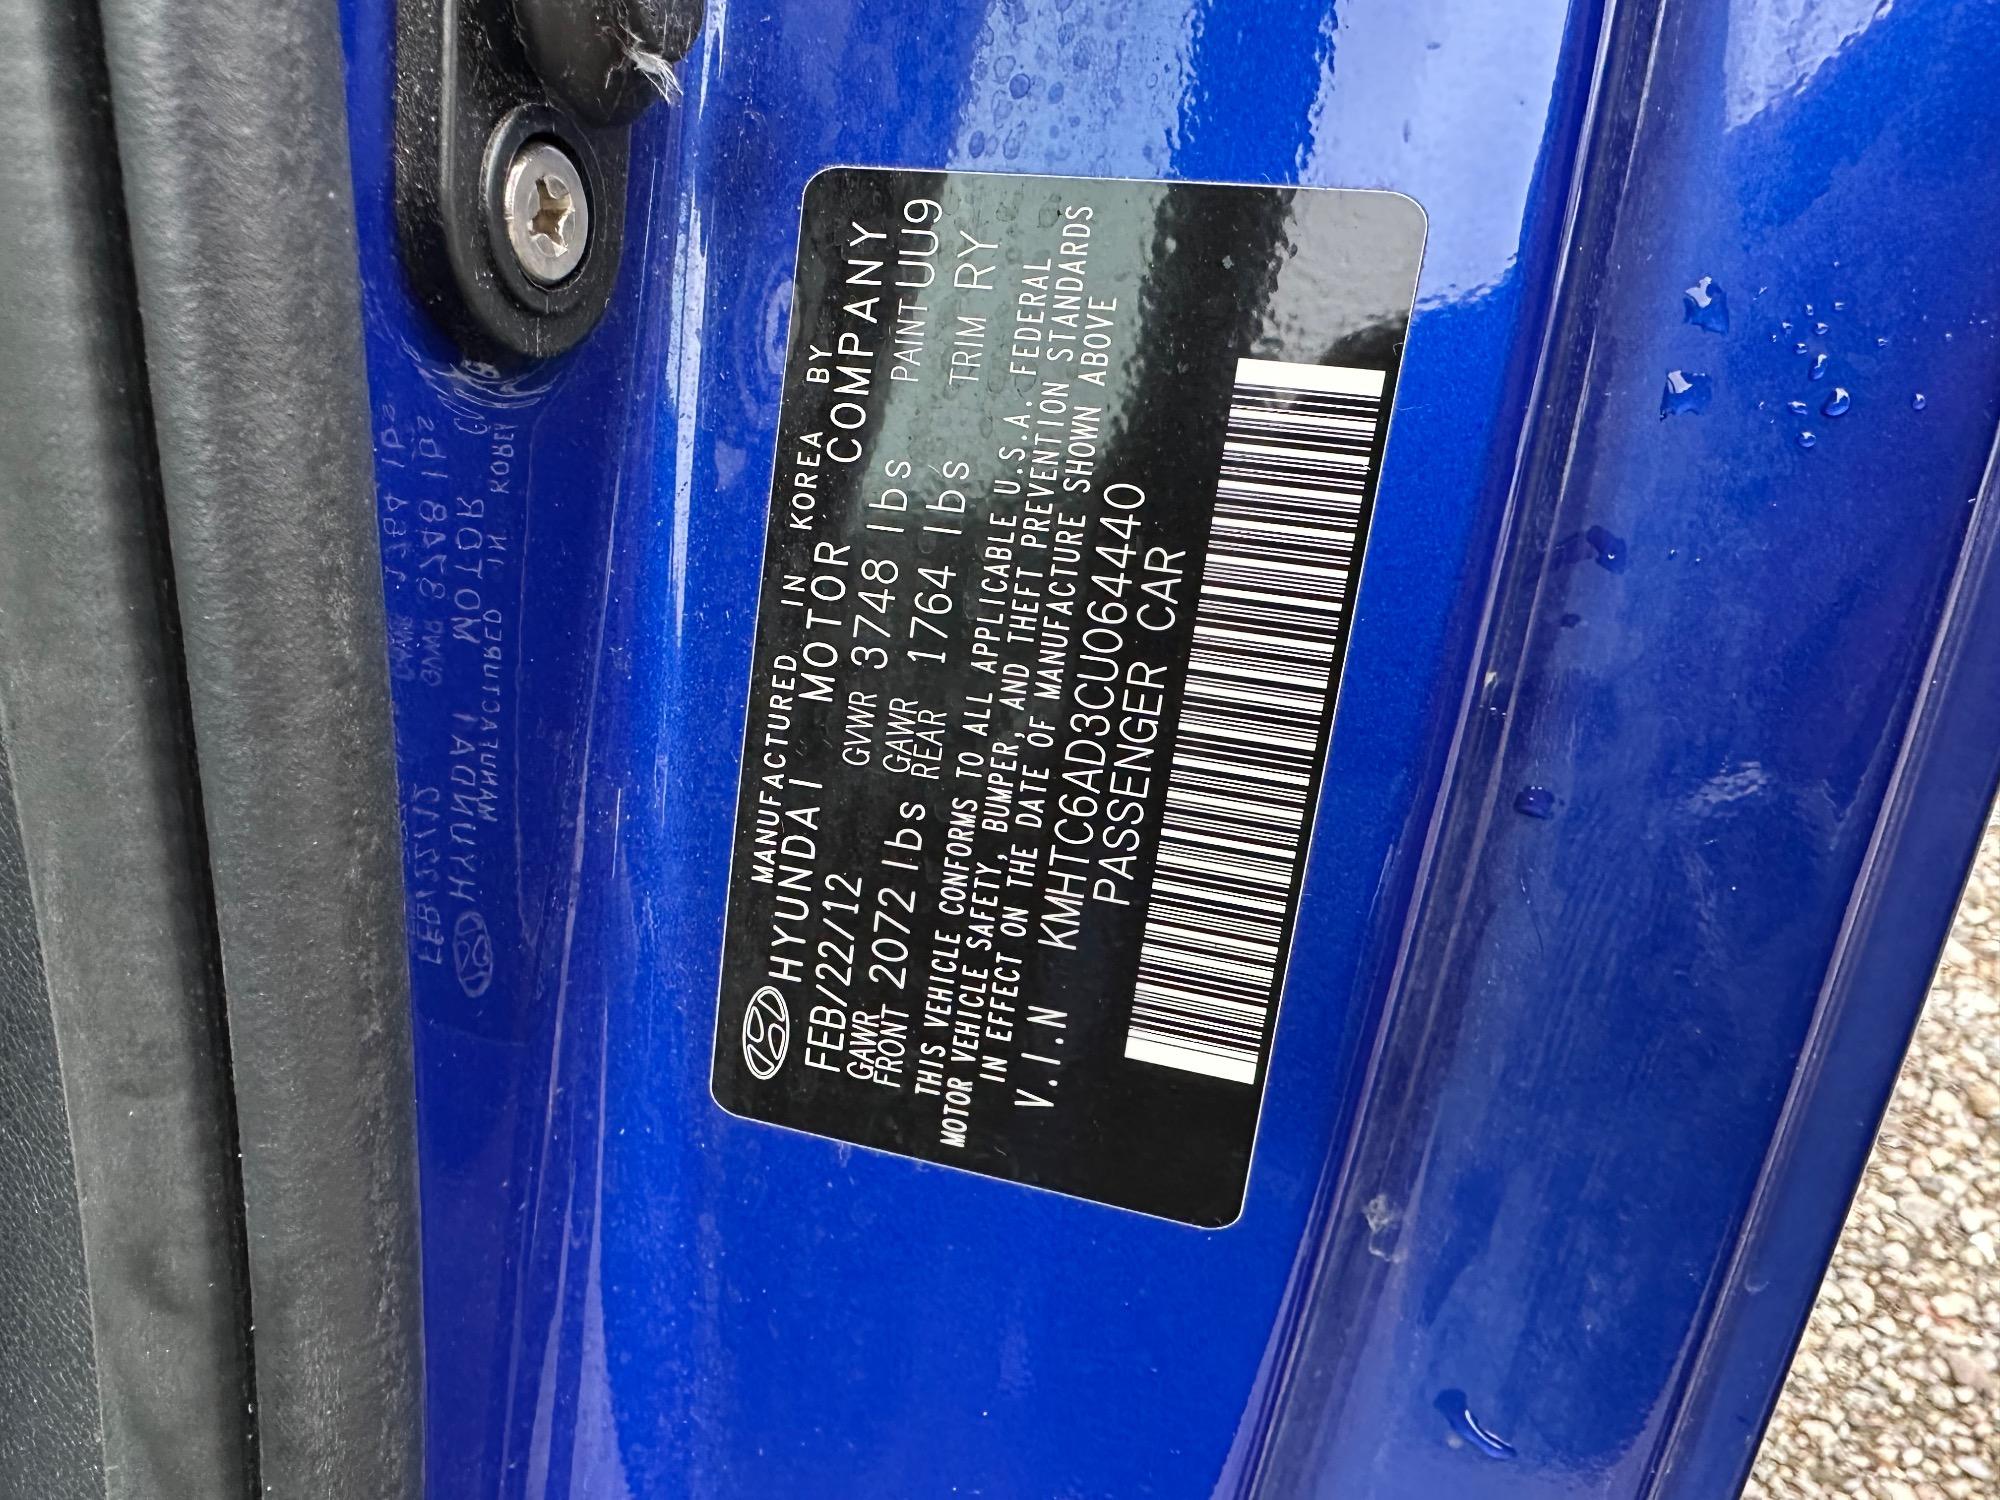 MANUFACTURED IN KOREA BY
HYUNDAI MOTOR COMPANY
FEB/22/12 GVWR 3748 lbs PAINT UU9
GAWR FRONT 2072 lbs GAWR REAR 1764 lbs TRIM RY
THIS VEHICLE CONFORMS TO ALL APPLICABLE U.S.A. FEDERAL
MOTOR VEHICLE SAFETY, BUMPER, AND THEFT PREVENTION STANDARDS
IN EFFECT ON THE DATE OF MANUFACTURE SHOWN ABOVE
V.I.N KMHTC6AD3CU064440
PASSENGER CAR